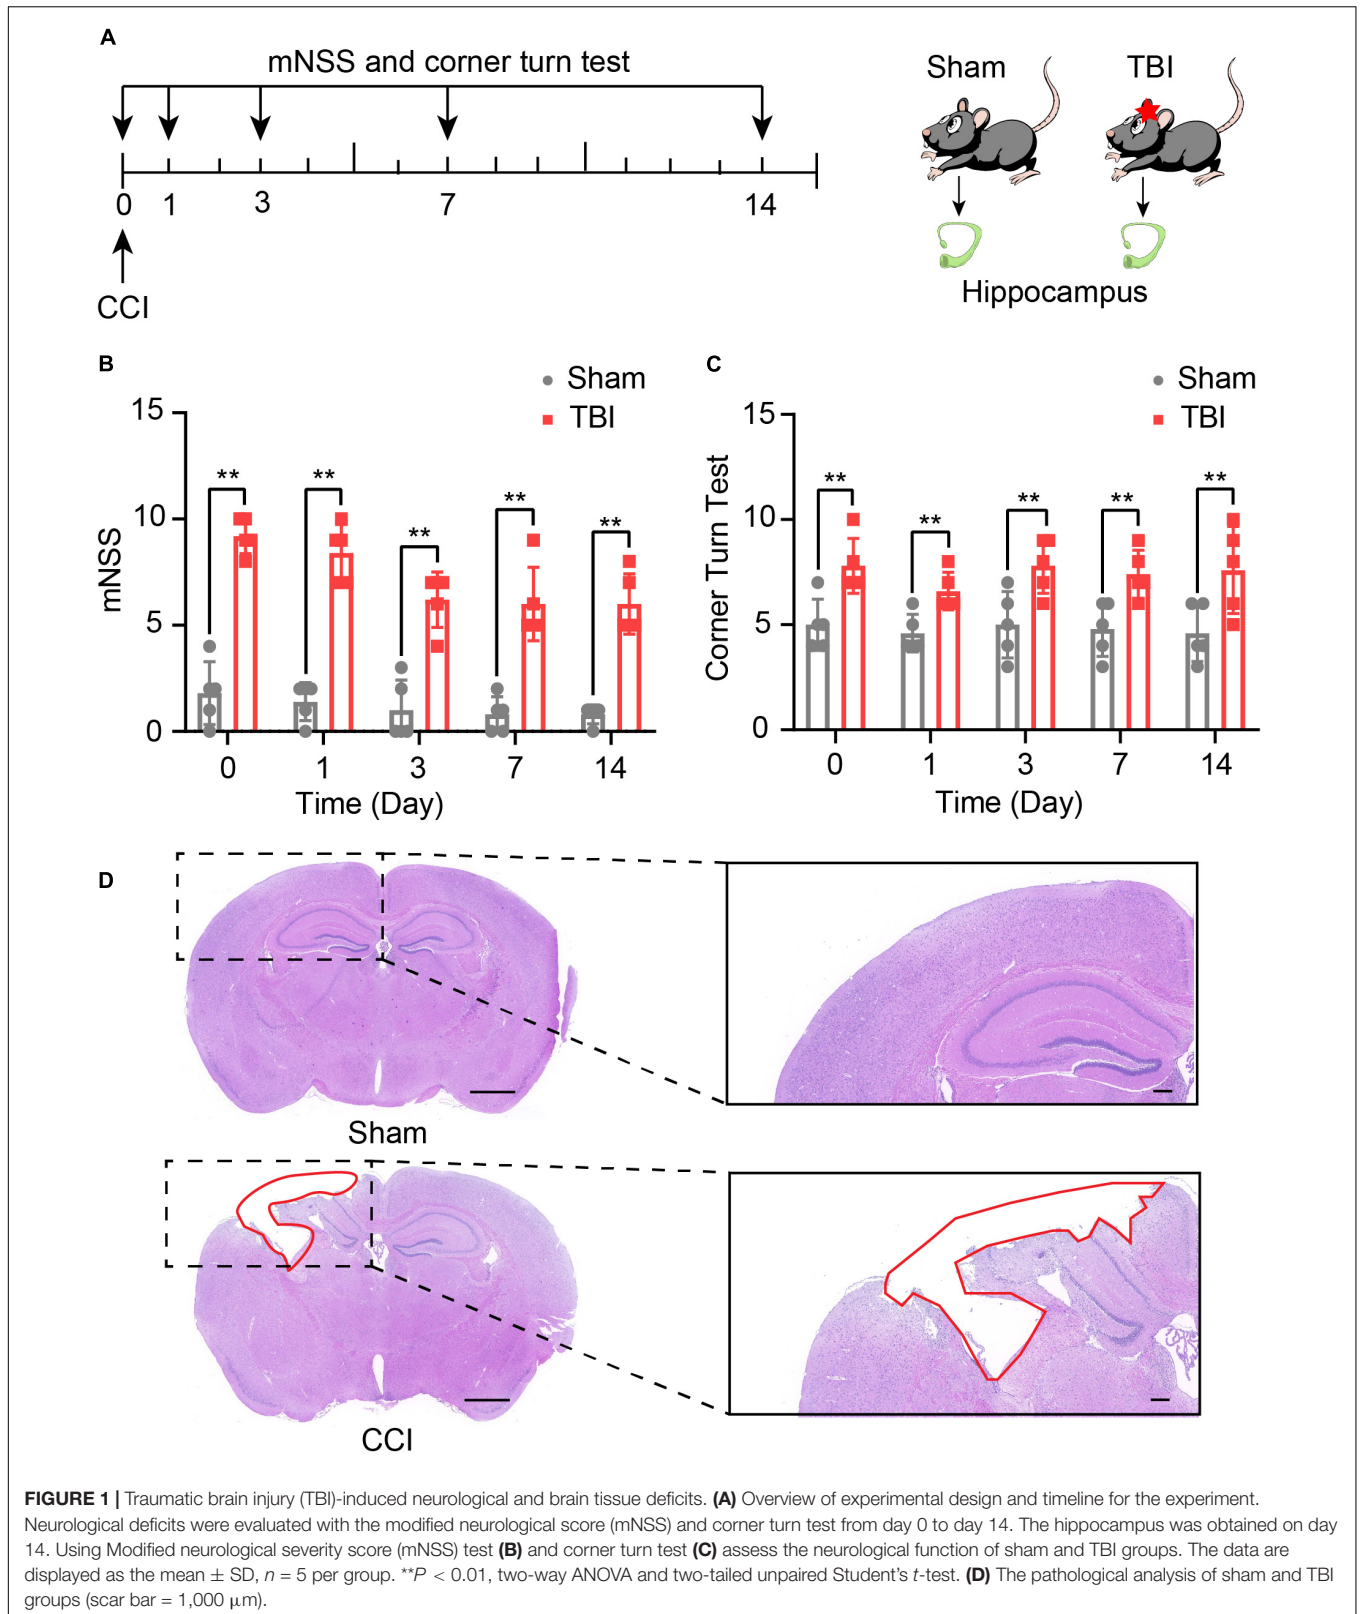 A
mNSS and corner turn test
Sham TBI
0 1 3 7 14
CCI
Hippocampus
B
Sham
TBI
15
10
5
0
mNSS
** ** ** ** **
0 1 3 7 14
Time (Day)
C
Sham
TBI
15
10
5
0
Corner Turn Test
** ** ** ** **
0 1 3 7 14
Time (Day)
D
Sham
CCI
FIGURE 1 | Traumatic brain injury (TBI)-induced neurological and brain tissue deficits. (A) Overview of experimental design and timeline for the experiment.
Neurological deficits were evaluated with the modified neurological score (mNSS) and corner turn test from day 0 to day 14. The hippocampus was obtained on day
14. Using Modified neurological severity score (mNSS) test (B) and corner turn test (C) assess the neurological function of sham and TBI groups. The data are
displayed as the mean ± SD, n = 5 per group. **P < 0.01, two-way ANOVA and two-tailed unpaired Student's t-test. (D) The pathological analysis of sham and TBI
groups (scar bar = 1,000 μm).